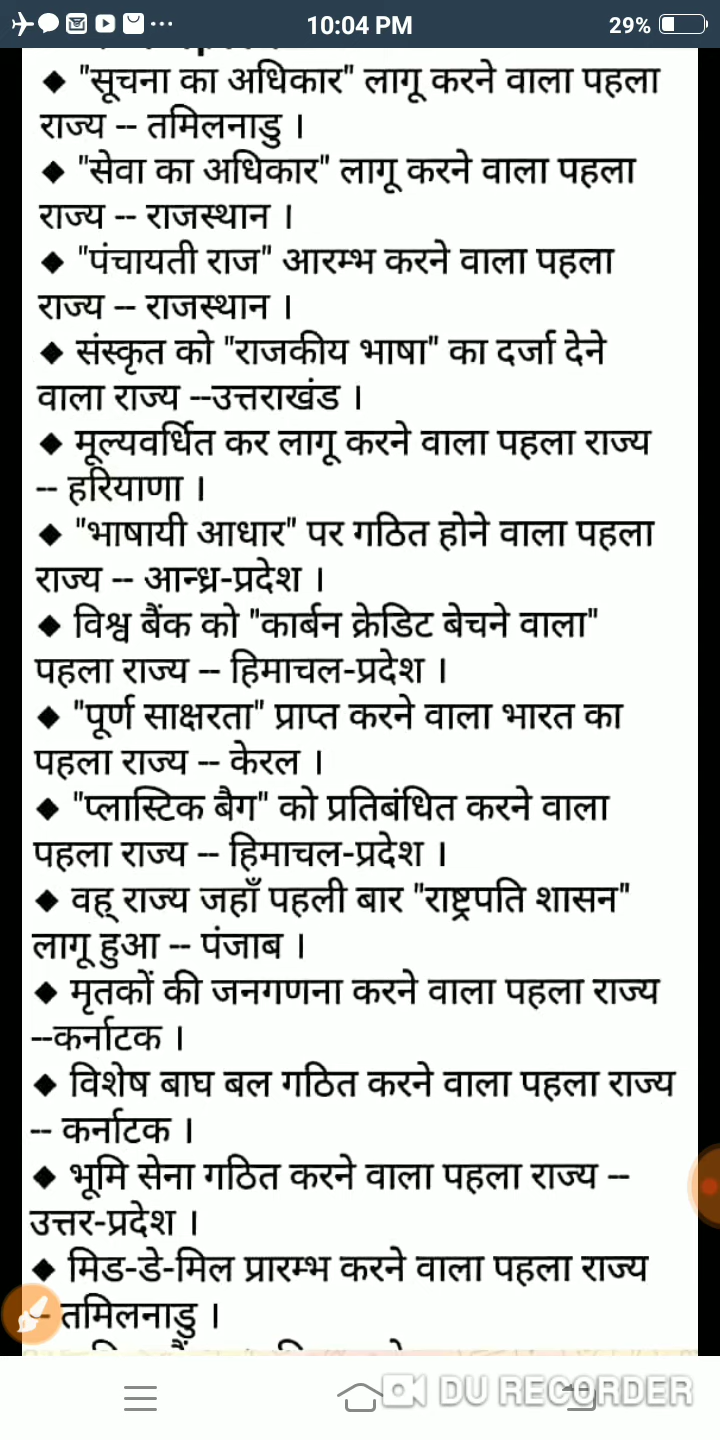 10:04 PM
29%
◆ "सूचना का अधिकार" लागू करने वाला पहला
राज्य -- तमिलनाडु ।
◆ "सेवा का अधिकार" लागू करने वाला पहला
राज्य -- राजस्थान ।
◆ "पंचायती राज" आरम्भ करने वाला पहला
राज्य -- राजस्थान ।
◆ संस्कृत को "राजकीय भाषा" का दर्जा देने
वाला राज्य --उत्तराखंड ।
◆ मूल्यवर्धित कर लागू करने वाला पहला राज्य
-- हरियाणा ।
◆ "भाषायी आधार" पर गठित होने वाला पहला
राज्य -- आन्ध्र-प्रदेश ।
◆ विश्व बैंक को "कार्बन क्रेडिट बेचने वाला"
पहला राज्य -- हिमाचल-प्रदेश ।
◆ "पूर्ण साक्षरता" प्राप्त करने वाला भारत का
पहला राज्य -- केरल ।
◆ "प्लास्टिक बैग" को प्रतिबंधित करने वाला
पहला राज्य -- हिमाचल-प्रदेश ।
◆ वह् राज्य जहाँ पहली बार "राष्ट्रपति शासन"
लागू हुआ -- पंजाब ।
◆ मृतकों की जनगणना करने वाला पहला राज्य
--कर्नाटक ।
◆ विशेष बाघ बल गठित करने वाला पहला राज्य
-- कर्नाटक ।
◆ भूमि सेना गठित करने वाला पहला राज्य --
उत्तर-प्रदेश ।
◆ मिड-डे-मिल प्रारम्भ करने वाला पहला राज्य
- तमिलनाडु ।
DU RECORDER